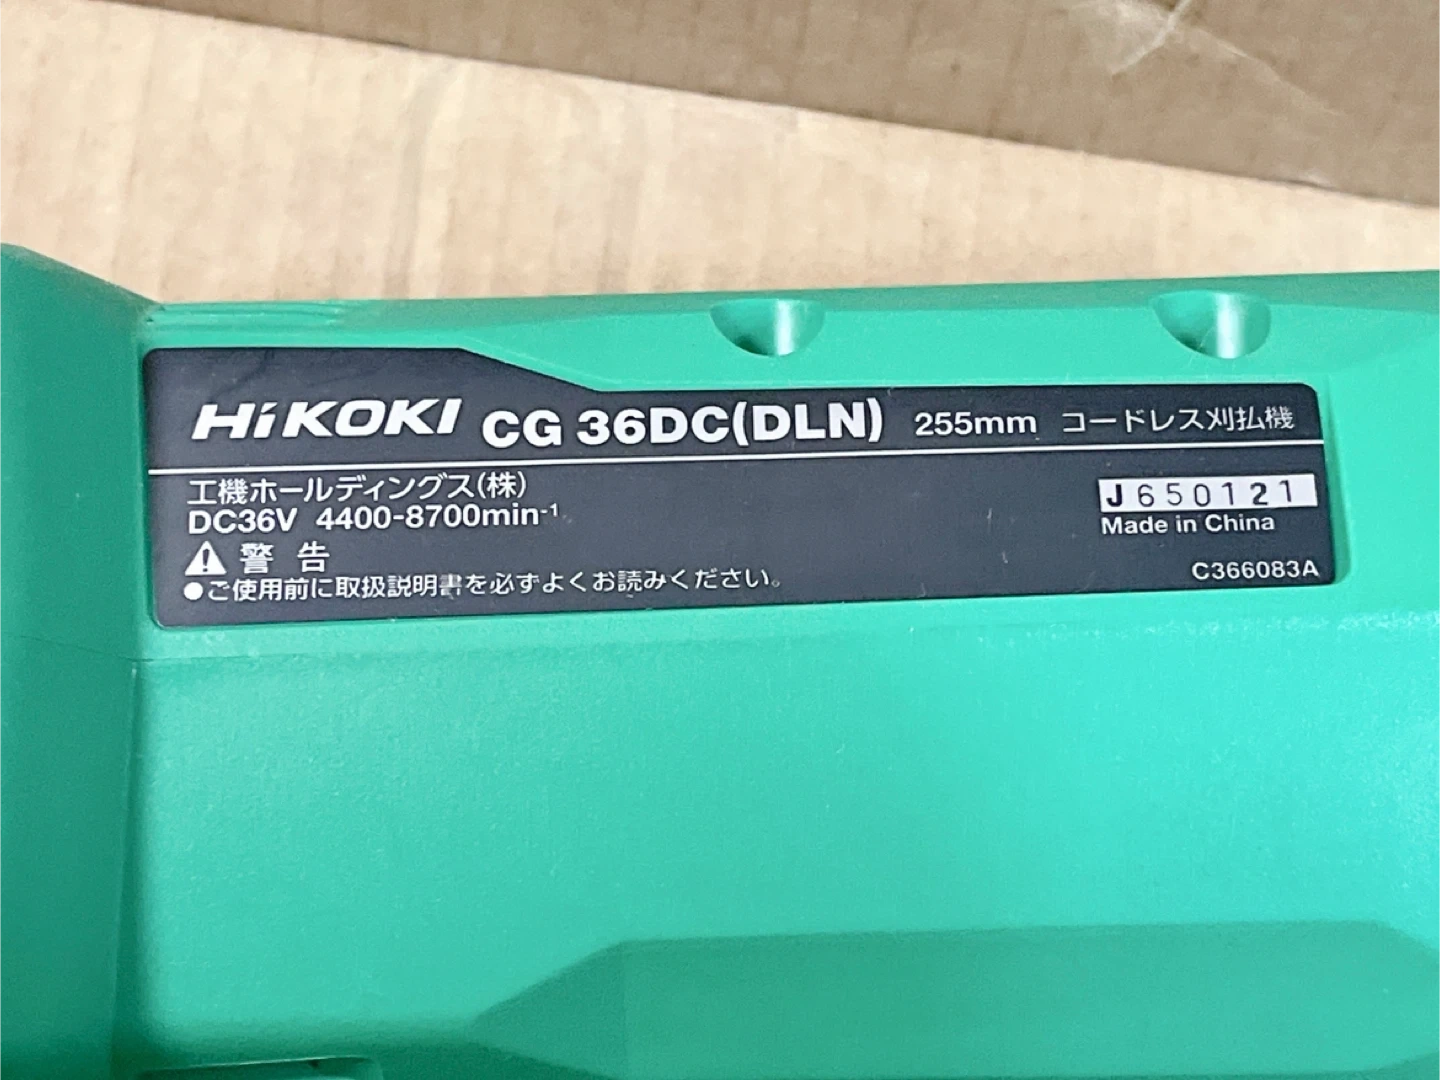 HiKOKI CG 36DC(DLN) 255mm コードレス刈払機
工機ホールディングス(株)
DC36V 4400-8700min-1
J650121
Made in China
警告
●ご使用前に取扱説明書を必ずよくお読みください。
C366083A